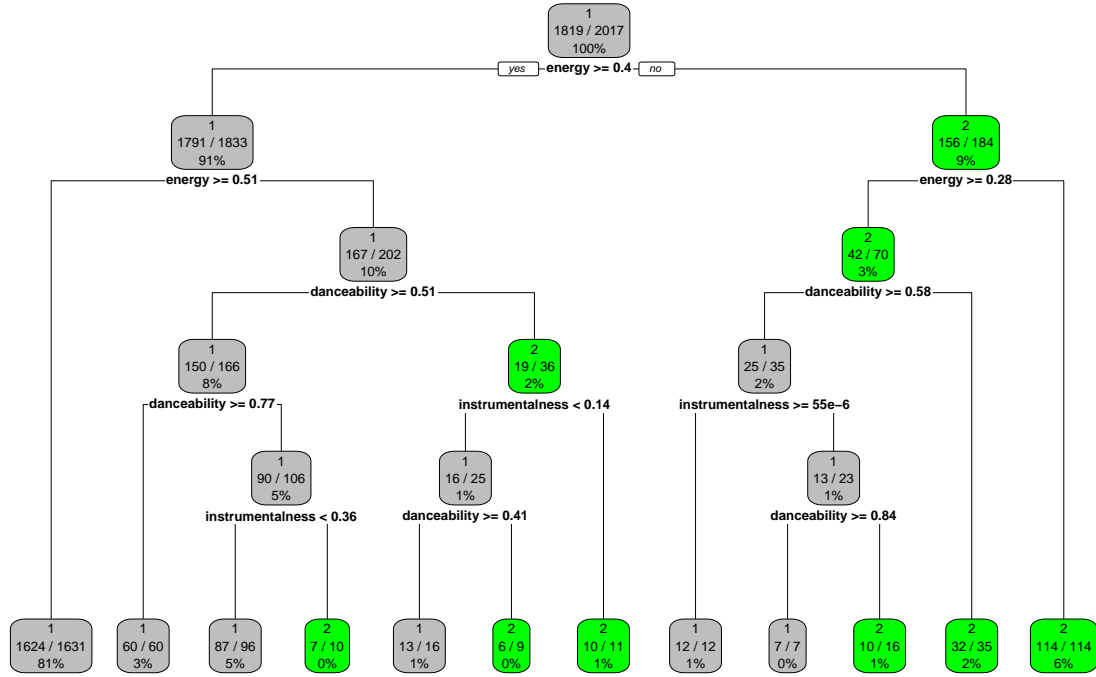 1
1819 / 2017
100%
yes energy >= 0.4 no
1
1791 / 1833
91%
2
156 / 184
9%
energy >= 0.51
energy >= 0.28
1
167 / 202
10%
2
42 / 70
3%
danceability >= 0.51
danceability >= 0.58
1
150 / 166
8%
2
19 / 36
2%
1
25 / 35
2%
danceability >= 0.77
instrumentalness < 0.14
instrumentalness >= 55e−6
1
90 / 106
5%
1
16 / 25
1%
1
13 / 23
1%
instrumentalness < 0.36
danceability >= 0.41
danceability >= 0.84
1
1624 / 1631
81%
1
60 / 60
3%
1
87 / 96
5%
2
7 / 10
0%
1
13 / 16
1%
2
6 / 9
0%
2
10 / 11
1%
1
12 / 12
1%
1
7 / 7
0%
2
10 / 16
1%
2
32 / 35
2%
2
114 / 114
6%